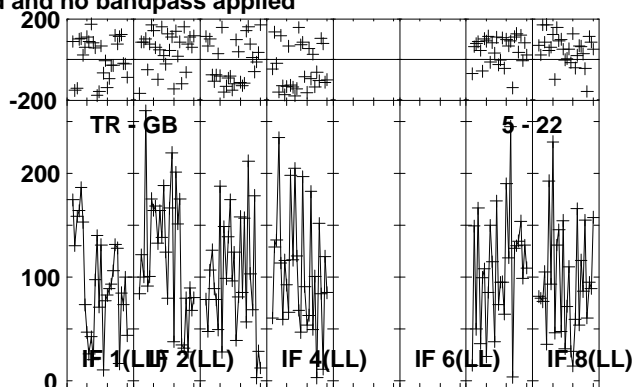 d and no bandpass applied
200
-200
TR - GB 5 - 22
200
100
IF 1(LL) IF 2(LL) IF 4(LL) IF 6(LL) IF 8(LL)
0